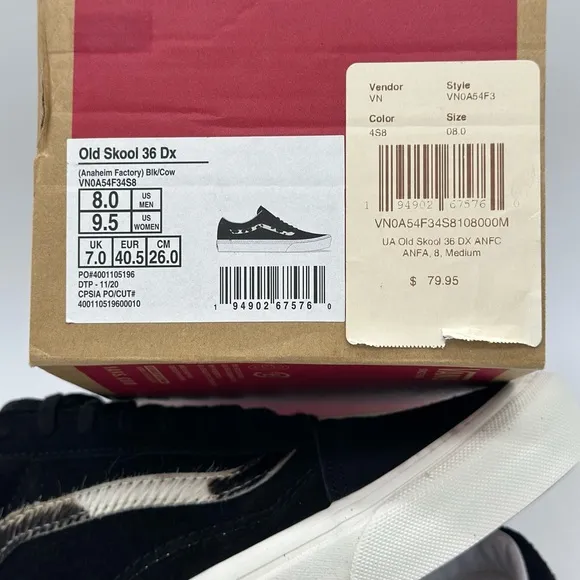 Old Skool 36 Dx
(Anaheim Factory) Blk/Cow
VN0A54F34S8
8.0 US MEN
9.5 US WOMEN
UK EUR CM
7.0 40.5 26.0
PO#4001105196
DTP - 11/20
CPSIA PO/CUT#
400110519600010
1 94902 67576 0
Vendor Style
VN VN0A54F3
Color Size
4S8 08.0
1 94902 67576 0
VN0A54F34S8108000M
UA Old Skool 36 DX ANFC
ANFA, 8, Medium
$ 79.95